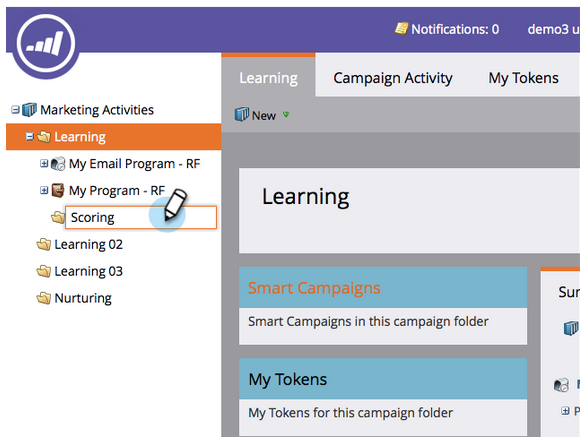 Notifications: 0
demo3 u
Learning
Campaign Activity
My Tokens
New
Marketing Activities
Learning
My Email Program - RF
My Program - RF
Scoring
Learning 02
Learning 03
Nurturing
Learning
Smart Campaigns
Smart Campaigns in this campaign folder
My Tokens
My Tokens for this campaign folder
Sur
P